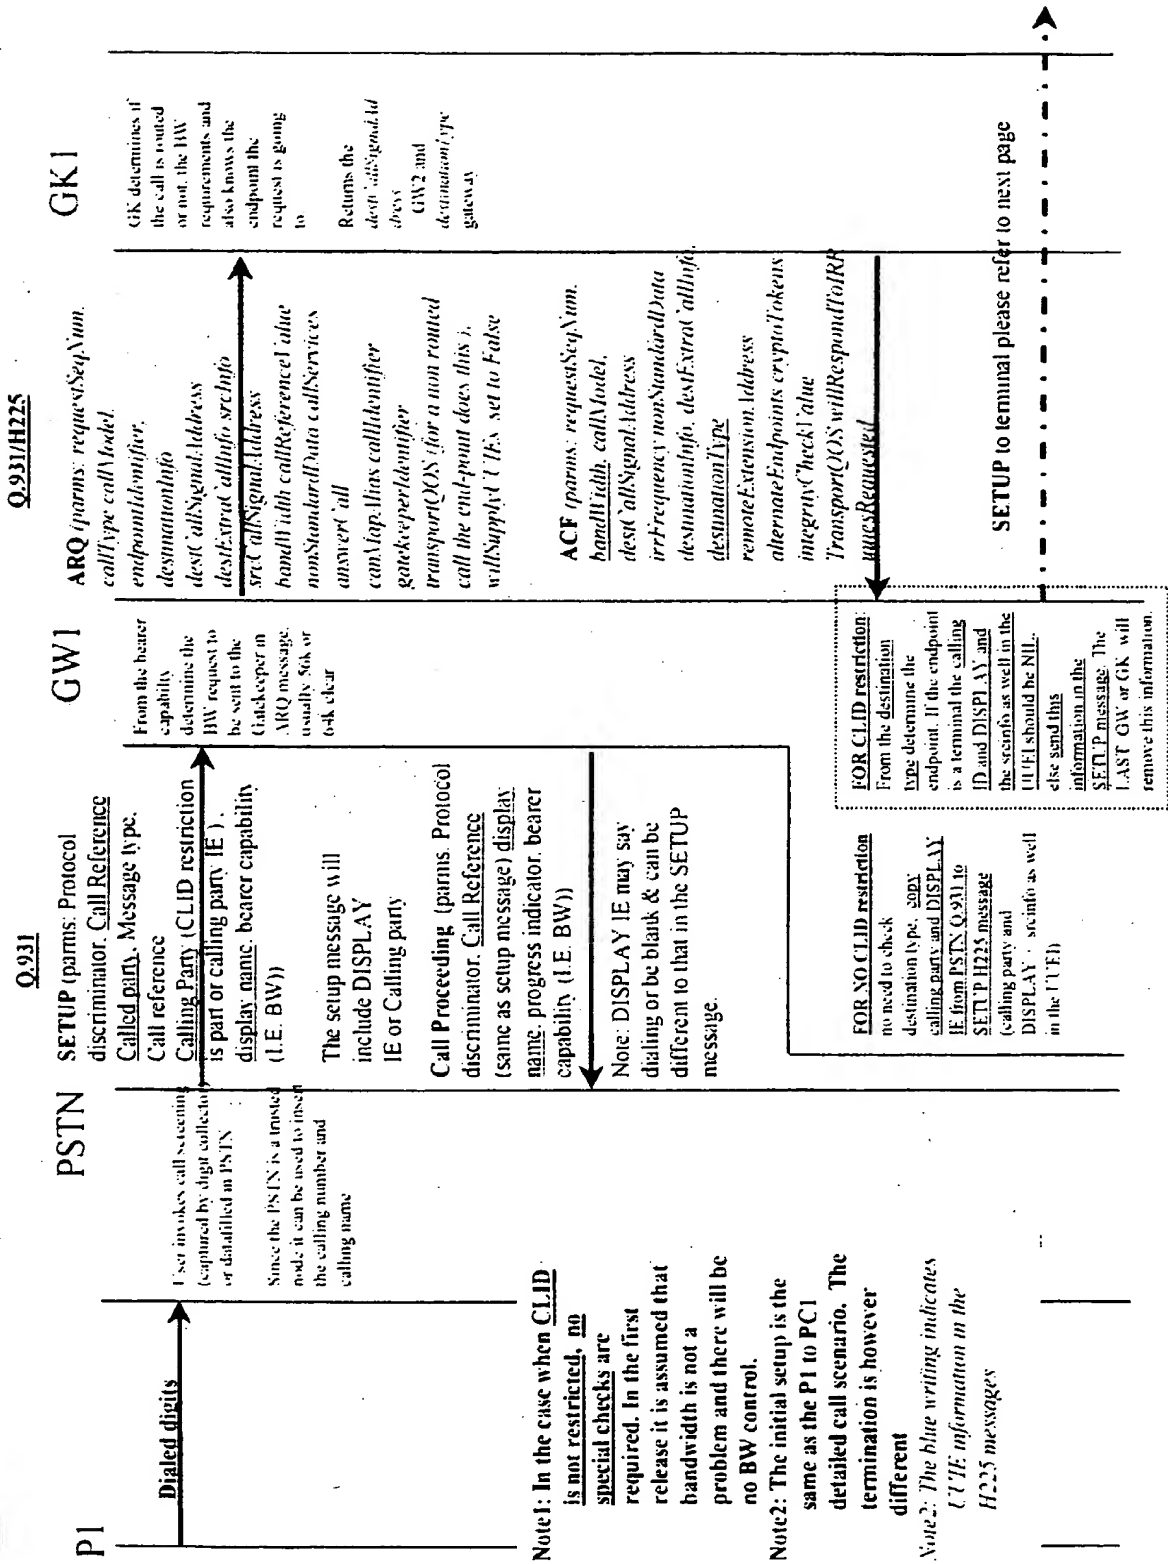 Q.931
Q.931/H225
P1
PSTN
GW1
GK1
Dialed digits
User invokes call screening
(captured by digit collector
or datafilled in PSTN
Since the PSTN is a trusted
node it can be used to insert
the calling number and
calling name
SETUP (parms: Protocol
discriminator, Call Reference
Called party, Message type,
Call reference
Calling Party (CLID restriction
is part or calling party IE ),
display name, bearer capability
(I.E. BW))
The setup message will
include DISPLAY
IE or Calling party
Call Proceeding (parms. Protocol
discriminator, Call Reference
(same as setup message) display
name, progress indicator, bearer
capability (I.E. BW))
Note: DISPLAY IE may say
dialing or be blank & can be
different to that in the SETUP
message.
From the bearer
capability
determine the
BW request to
be sent to the
Gatekeeper in
ARQ message.
usually 56k or
64k clear
ARQ (parms: requestSeqNum,
callType callModel,
endpointIdentifier,
destinationInfo
destCallSignalAddress
destExtraCallInfo srcInfo
srcCallSignalAddress
bandWidth callReferenceValue
nonStandardData callServices
answerCall
canMapAlias callIdentifier
gatekeeperIdentifier
transportQOS (for a non routed
call the end-point does this ),
willSupplyUUIEs set to False
GK determines if
the call is routed
or not, the BW
requirements and
also knows the
endpoint the
request is going
to
Returns the
destCallSignalAd
dress
GW2 and
destinationType
gateway
ACF (parms: requestSeqNum,
bandWidth, callModel,
destCallSignalAddress
irrFrequency nonStandardData
destinationInfo, destExtraCallInfo,
destinationType
remoteExtensionAddress
alternateEndpoints cryptoTokens
integrityCheckValue
TransportQOS willRespondToIRR
uuiesRequested
FOR NO CLID restriction
no need to check
destination type, copy
calling party and DISPLAY
IE from PSTN Q.931 to
SETUP H225 message
(calling party and
DISPLAY srcinfo as well
in the UUEI)
FOR CLID restriction:
From the destination
type determine the
endpoint. If the endpoint
is a terminal the calling
ID and DISPLAY and
the srcinfo as well in the
UUEI should be NIL,
else send this
information in the
SETUP message. The
LAST GW or GK will
remove this information.
SETUP to terminal please refer to next page
Note1: In the case when CLID
is not restricted, no
special checks are
required. In the first
release it is assumed that
bandwidth is not a
problem and there will be
no BW control.
Note2: The initial setup is the
same as the P1 to PC1
detailed call scenario. The
termination is however
different
Note2: The blue writing indicates
UUIE information in the
H225 messages